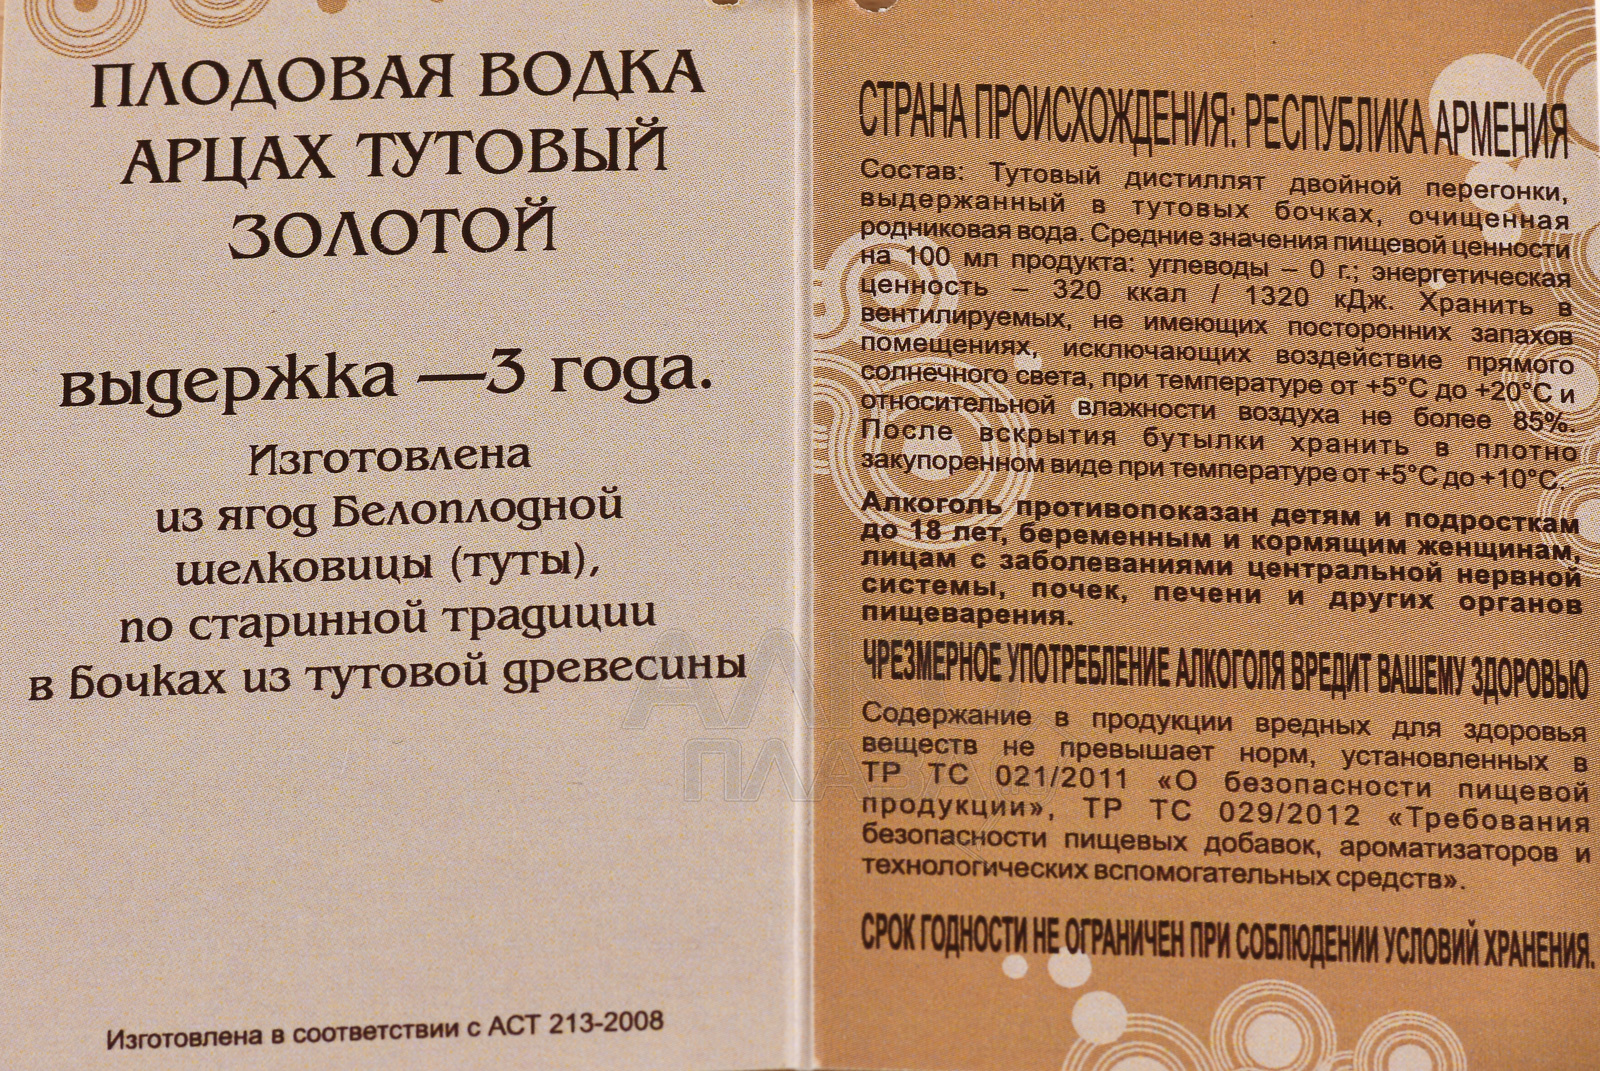 ПЛОДОВАЯ ВОДКА
АРЦАХ ТУТОВЫЙ
ЗОЛОТОЙ
выдержка —3 года.
Изготовлена
из ягод Белоплодной
шелковицы (туты),
по старинной традиции
в бочках из тутовой древесины
Изготовлена в соответствии с АСТ 213-2008
СТРАНА ПРОИСХОЖДЕНИЯ: РЕСПУБЛИКА АРМЕНИЯ
Состав: Тутовый дистиллят двойной перегонки,
выдержанный в тутовых бочках, очищенная
родниковая вода. Средние значения пищевой ценности
на 100 мл продукта: углеводы – 0 г.; энергетическая
ценность – 320 ккал / 1320 кДж. Хранить в
вентилируемых, не имеющих посторонних запахов
помещениях, исключающих воздействие прямого
солнечного света, при температуре от +5°С до +20°С и
относительной влажности воздуха не более 85%.
После вскрытия бутылки хранить в плотно
закупоренном виде при температуре от +5°С до +10°С.
Алкоголь противопоказан детям и подросткам
до 18 лет, беременным и кормящим женщинам,
лицам с заболеваниями центральной нервной
системы, почек, печени и других органов
пищеварения.
ЧРЕЗМЕРНОЕ УПОТРЕБЛЕНИЕ АЛКОГОЛЯ ВРЕДИТ ВАШЕМУ ЗДОРОВЬЮ
Содержание в продукции вредных для здоровья
веществ не превышает норм, установленных в
ТР ТС 021/2011 «О безопасности пищевой
продукции», ТР ТС 029/2012 «Требования
безопасности пищевых добавок, ароматизаторов и
технологических вспомогательных средств».
СРОК ГОДНОСТИ НЕ ОГРАНИЧЕН ПРИ СОБЛЮДЕНИИ УСЛОВИЙ ХРАНЕНИЯ.
АЛКО
ПЛАЗА